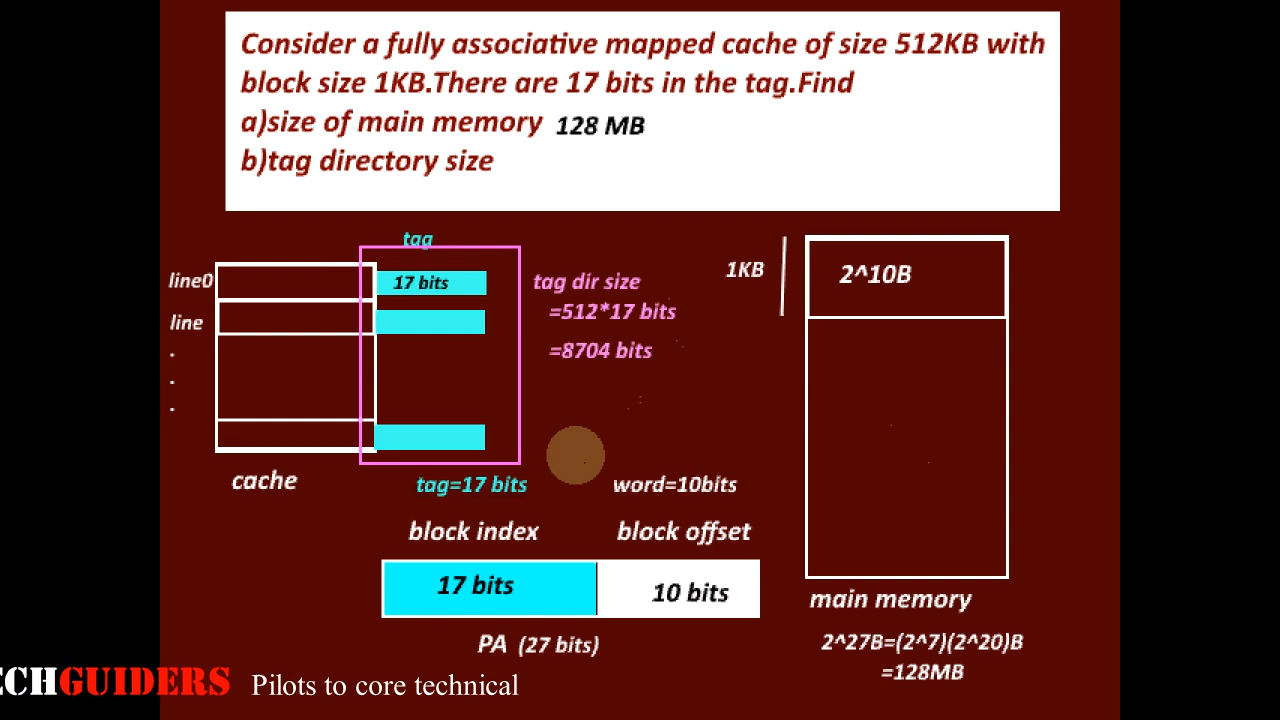 Consider a fully associative mapped cache of size 512KB with
block size 1KB.There are 17 bits in the tag.Find
a)size of main memory 128 MB
b)tag directory size
tag
line0
17 bits
tag dir size
1KB
2^10B
line
=512*17 bits
.
=8704 bits
.
.
cache
tag=17 bits
word=10bits
block index
block offset
17 bits
10 bits
main memory
PA (27 bits)
2^27B=(2^7)(2^20)B
=128MB
ECHGUIDERS Pilots to core technical